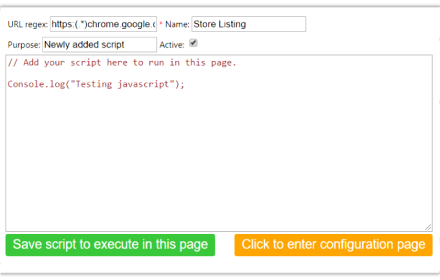 URL regex: https:(.*)chrome.google.c * Name: Store Listing
Purpose: Newly added script Active:
// Add your script here to run in this page.
Console.log("Testing javascript");
Save script to execute in this page Click to enter configuration page